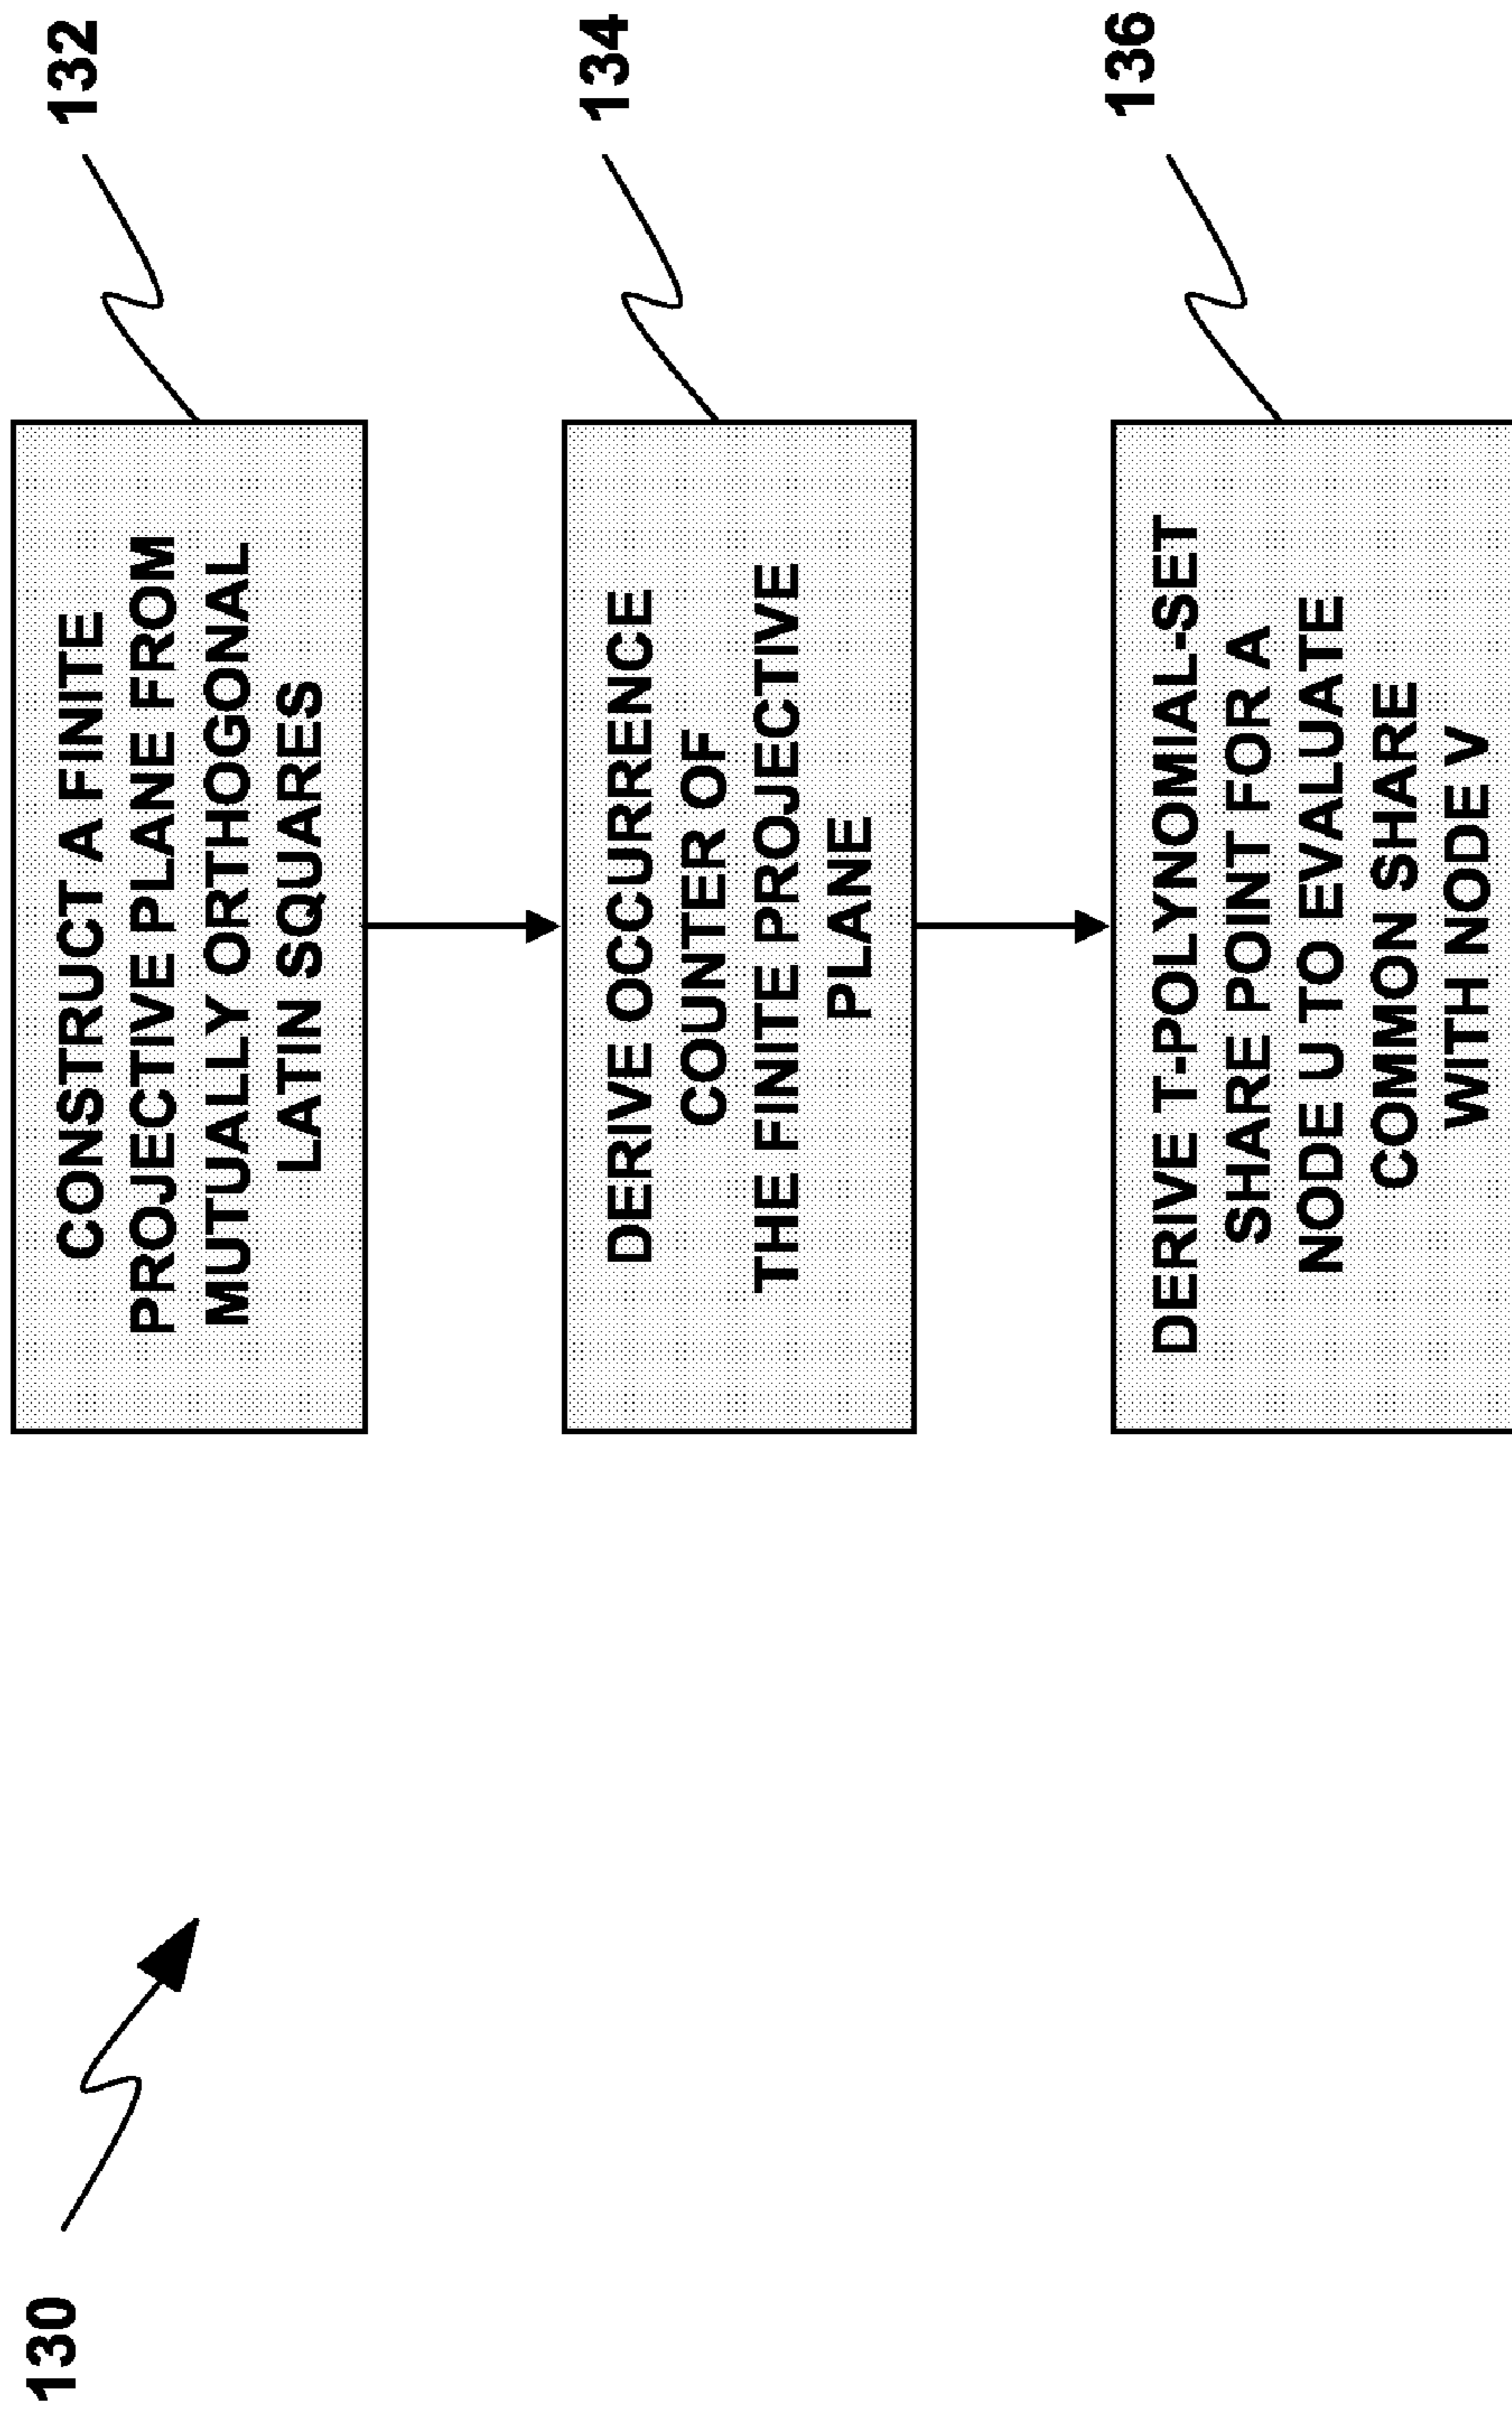 130
CONSTRUCT A FINITE
PROJECTIVE PLANE FROM
MUTUALLY ORTHOGONAL
LATIN SQUARES
132
DERIVE OCCURRENCE
COUNTER OF
THE FINITE PROJECTIVE
PLANE
134
DERIVE T-POLYNOMIAL-SET
SHARE POINT FOR A
NODE U TO EVALUATE
COMMON SHARE
WITH NODE V
136